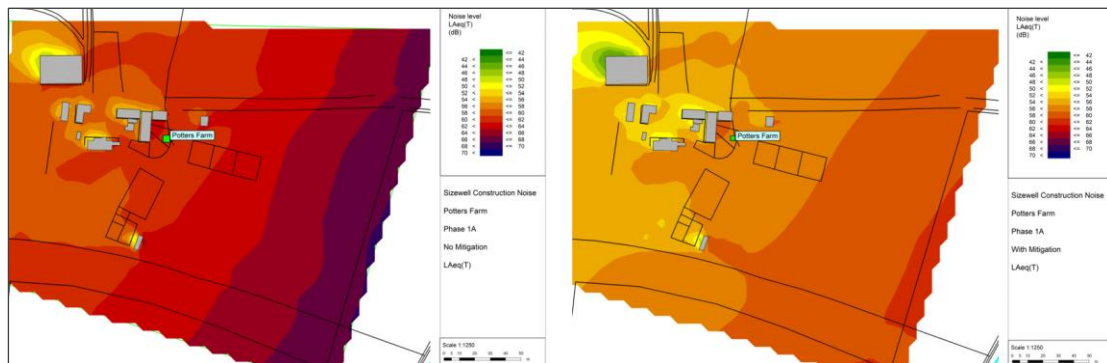 Potters Farm
Noise level
LAeq(T)
(dB)
<= 42
42 < <= 44
44 < <= 46
46 < <= 48
48 < <= 50
50 < <= 52
52 < <= 54
54 < <= 56
56 < <= 58
58 < <= 60
60 < <= 62
62 < <= 64
64 < <= 66
66 < <= 68
68 < <= 70
70 <
Sizewell Construction Noise
Potters Farm
Phase 1A
No Mitigation
LAeq(T)
Scale 1:1250
Potters Farm
Noise level
LAeq(T)
(dB)
<= 42
42 < <= 44
44 < <= 46
46 < <= 48
48 < <= 50
50 < <= 52
52 < <= 54
54 < <= 56
56 < <= 58
58 < <= 60
60 < <= 62
62 < <= 64
64 < <= 66
66 < <= 68
68 < <= 70
70 <
Sizewell Construction Noise
Potters Farm
Phase 1A
With Mitigation
LAeq(T)
Scale 1:1250